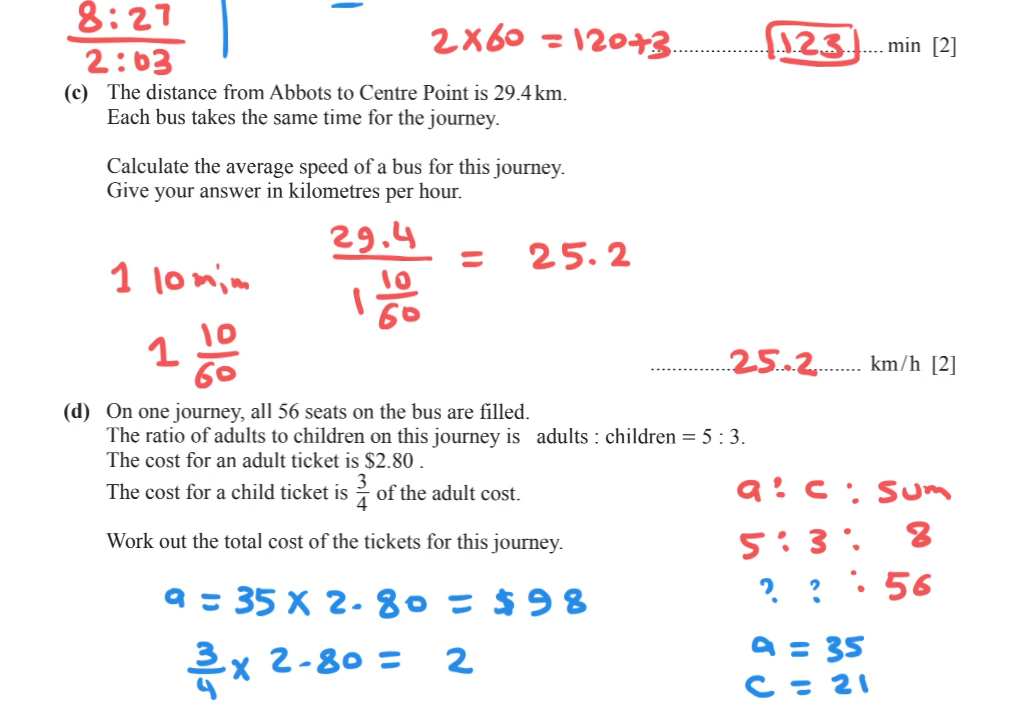 8:27
2:03
2×60 = 120+3 ........ 123 .... min [2]
(c) The distance from Abbots to Centre Point is 29.4 km.
Each bus takes the same time for the journey.
Calculate the average speed of a bus for this journey.
Give your answer in kilometres per hour.
1 10 min
29.4 / 1 10/60 = 25.2
1 10/60
........ 25.2 ........ km/h [2]
(d) On one journey, all 56 seats on the bus are filled.
The ratio of adults to children on this journey is adults : children = 5 : 3.
The cost for an adult ticket is $2.80 .
The cost for a child ticket is 3/4 of the adult cost.
a : c : sum
Work out the total cost of the tickets for this journey.
5 : 3 : 8
? ? : 56
a = 35 × 2.80 = $98
a = 35
3/4 × 2.80 = 2
c = 21